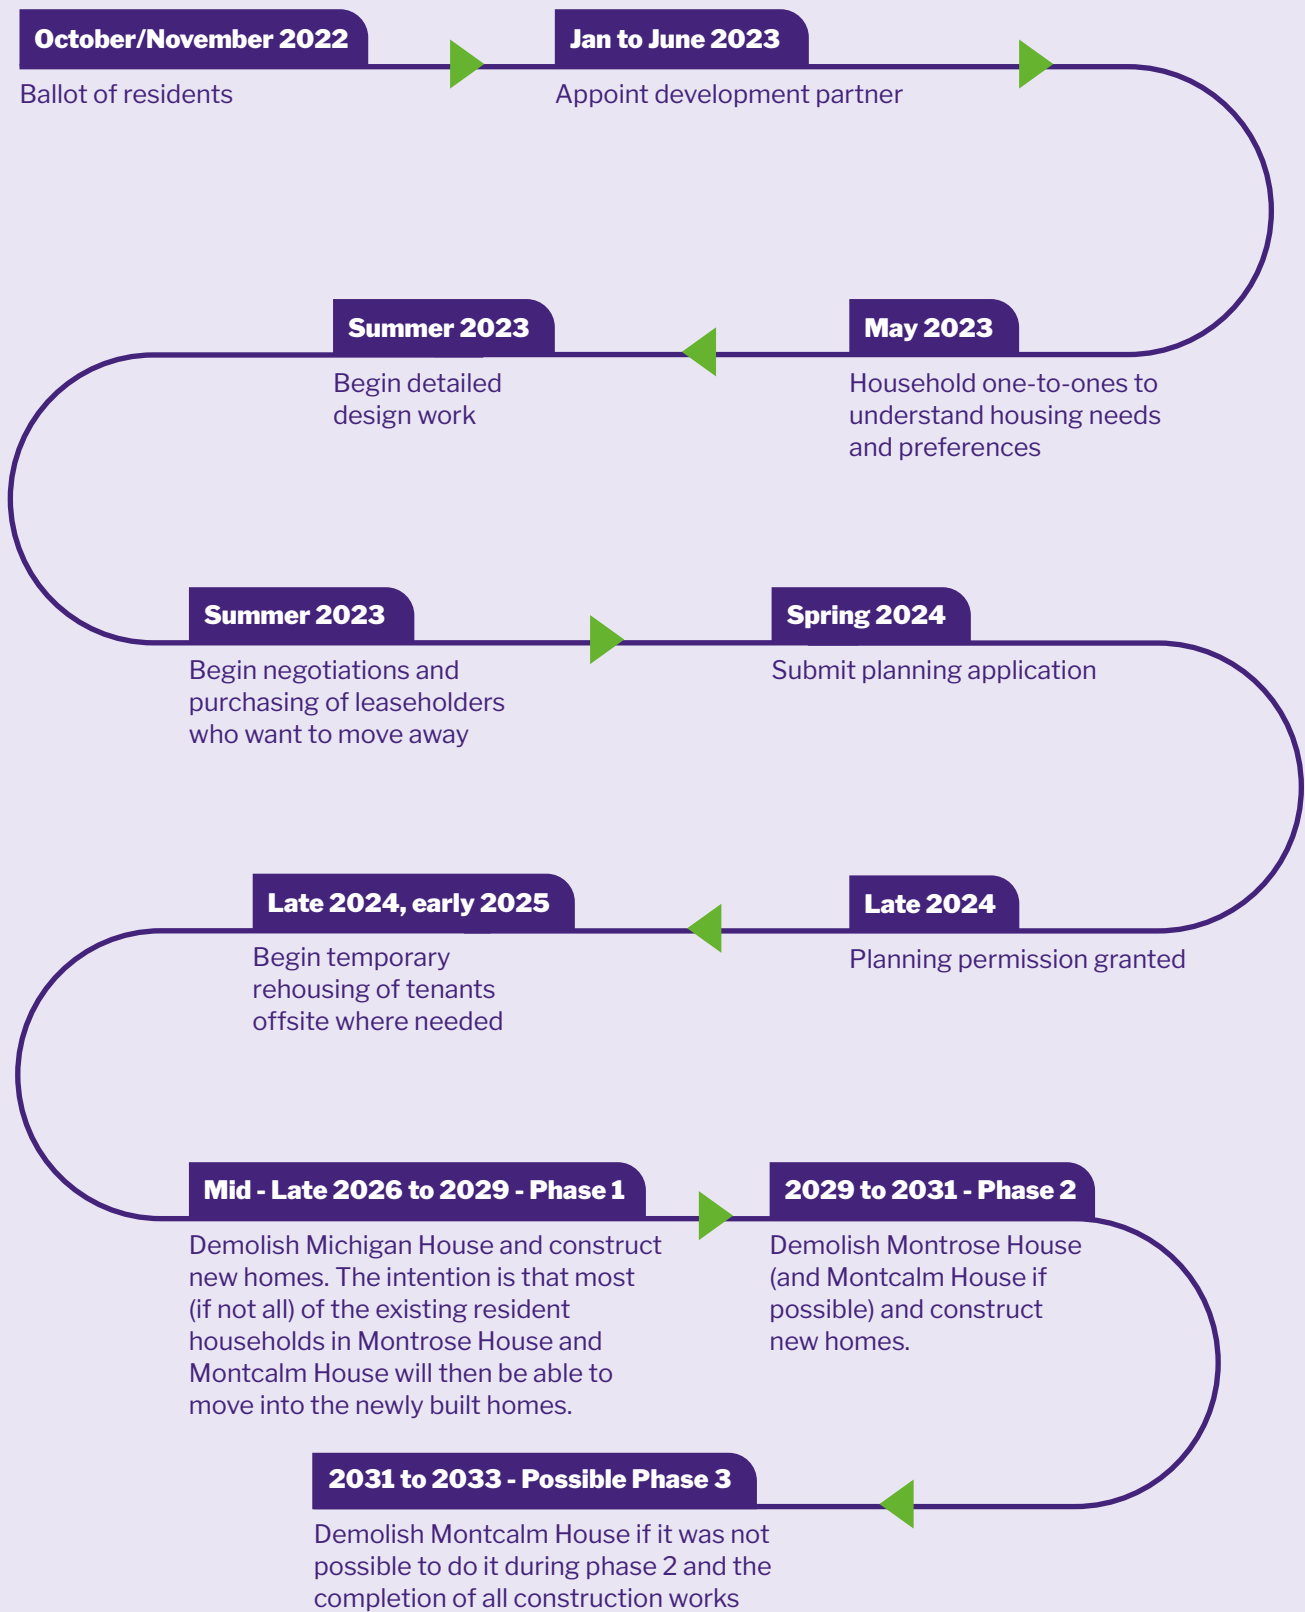 October/November 2022
Ballot of residents
Jan to June 2023
Appoint development partner
May 2023
Household one-to-ones to
understand housing needs
and preferences
Summer 2023
Begin detailed
design work
Summer 2023
Begin negotiations and
purchasing of leaseholders
who want to move away
Spring 2024
Submit planning application
Late 2024
Planning permission granted
Late 2024, early 2025
Begin temporary
rehousing of tenants
offsite where needed
Mid - Late 2026 to 2029 - Phase 1
Demolish Michigan House and construct
new homes. The intention is that most
(if not all) of the existing resident
households in Montrose House and
Montcalm House will then be able to
move into the newly built homes.
2029 to 2031 - Phase 2
Demolish Montrose House
(and Montcalm House if
possible) and construct
new homes.
2031 to 2033 - Possible Phase 3
Demolish Montcalm House if it was not
possible to do it during phase 2 and the
completion of all construction works